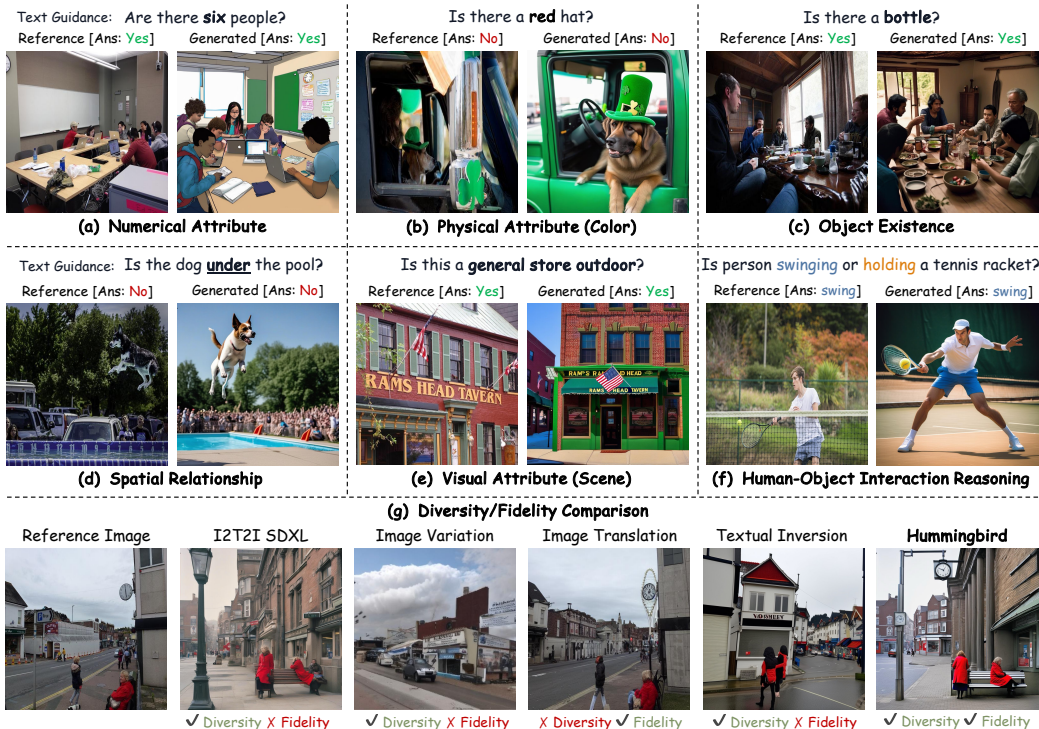 Text Guidance: Are there six people?
Reference [Ans: Yes] Generated [Ans: Yes]
(a) Numerical Attribute
Is there a red hat?
Reference [Ans: No] Generated [Ans: No]
(b) Physical Attribute (Color)
Is there a bottle?
Reference [Ans: Yes] Generated [Ans: Yes]
(c) Object Existence
Text Guidance: Is the dog under the pool?
Reference [Ans: No] Generated [Ans: No]
(d) Spatial Relationship
Is this a general store outdoor?
Reference [Ans: Yes] Generated [Ans: Yes]
RAMS HEAD TAVERN
(e) Visual Attribute (Scene)
Is person swinging or holding a tennis racket?
Reference [Ans: swing] Generated [Ans: swing]
(f) Human-Object Interaction Reasoning
(g) Diversity/Fidelity Comparison
Reference Image I2T2I SDXL Image Variation Image Translation Textual Inversion Hummingbird
✓ Diversity ✗ Fidelity ✓ Diversity ✗ Fidelity ✗ Diversity ✓ Fidelity ✓ Diversity ✗ Fidelity ✓ Diversity ✓ Fidelity